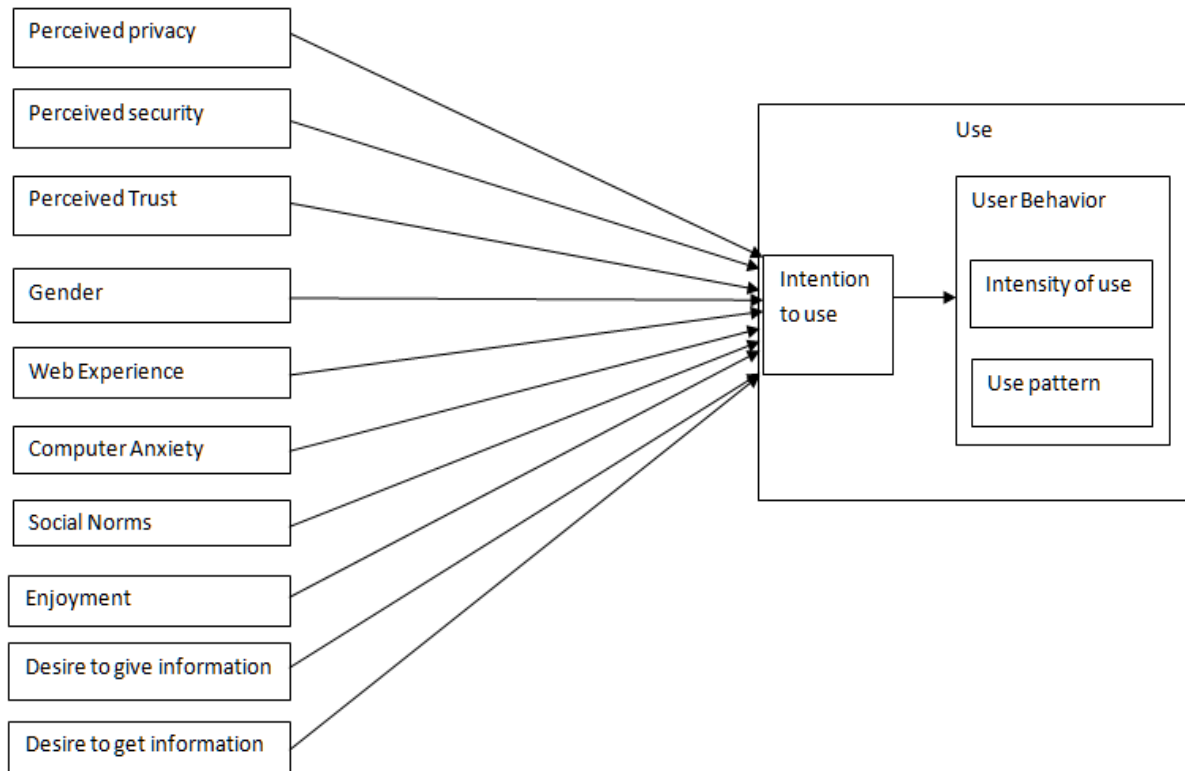 Perceived privacy
Perceived security
Perceived Trust
Gender
Web Experience
Computer Anxiety
Social Norms
Enjoyment
Desire to give information
Desire to get information
Use
Intention
to use
User Behavior
Intensity of use
Use pattern